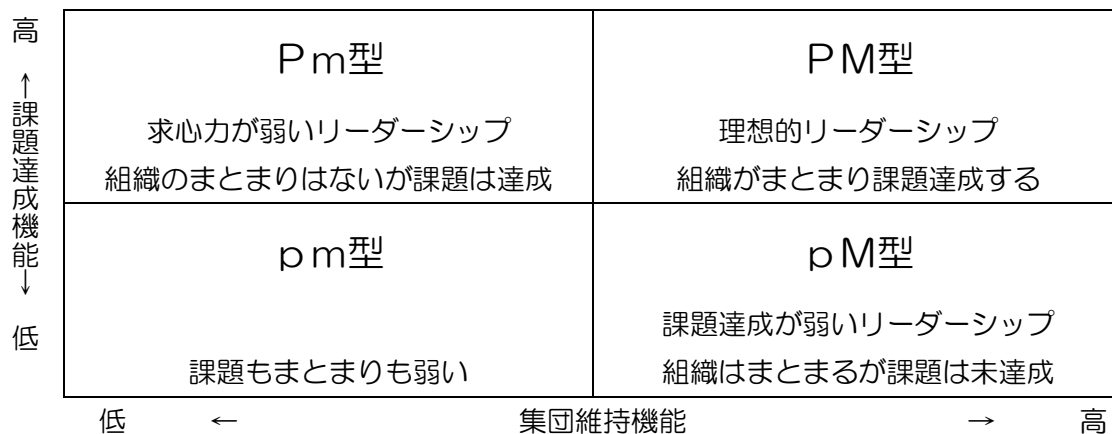 高 ←課題達成機能→ 低
Ｐｍ型
求心力が弱いリーダーシップ
組織のまとまりはないが課題は達成
ＰＭ型
理想的リーダーシップ
組織がまとまり課題達成する
ｐｍ型
課題もまとまりも弱い
ｐＭ型
課題達成が弱いリーダーシップ
組織はまとまるが課題は未達成
低 ← 集団維持機能 → 高